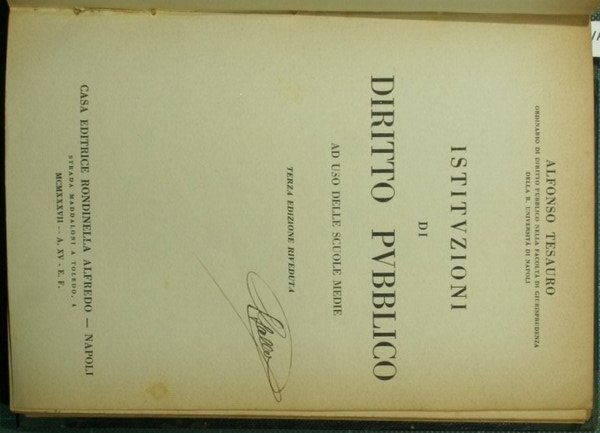 ALFONSO TESAURO
ORDINARIO DI DIRITTO PUBBLICO NELLA FACOLTÀ DI GIURISPRUDENZA
DELLA R. UNIVERSITÀ DI NAPOLI
ISTITVZIONI
DI
DIRITTO PVBBLICO
AD USO DELLE SCUOLE MEDIE
TERZA EDIZIONE RIVEDUTA
CASA EDITRICE RONDINELLA ALFREDO — NAPOLI
STRADA MADDALONI A TOLEDO, 4
MCMXXXVII - A. XV - E. F.